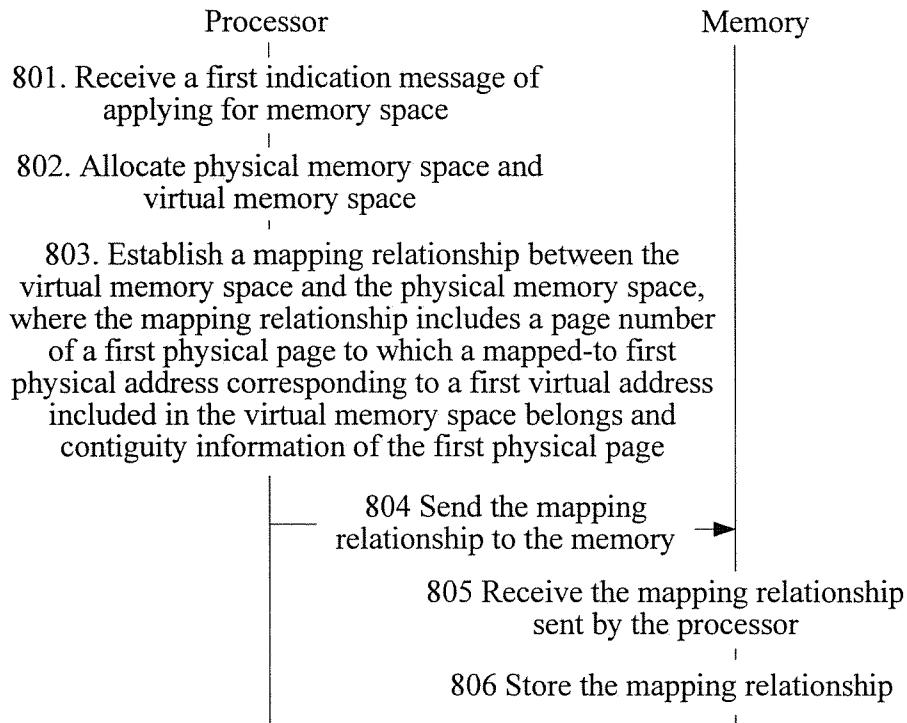 Processor
Memory
801. Receive a first indication message of
applying for memory space
802. Allocate physical memory space and
virtual memory space
803. Establish a mapping relationship between the
virtual memory space and the physical memory space,
where the mapping relationship includes a page number
of a first physical page to which a mapped-to first
physical address corresponding to a first virtual address
included in the virtual memory space belongs and
contiguity information of the first physical page
804 Send the mapping
relationship to the memory
805 Receive the mapping relationship
sent by the processor
806 Store the mapping relationship